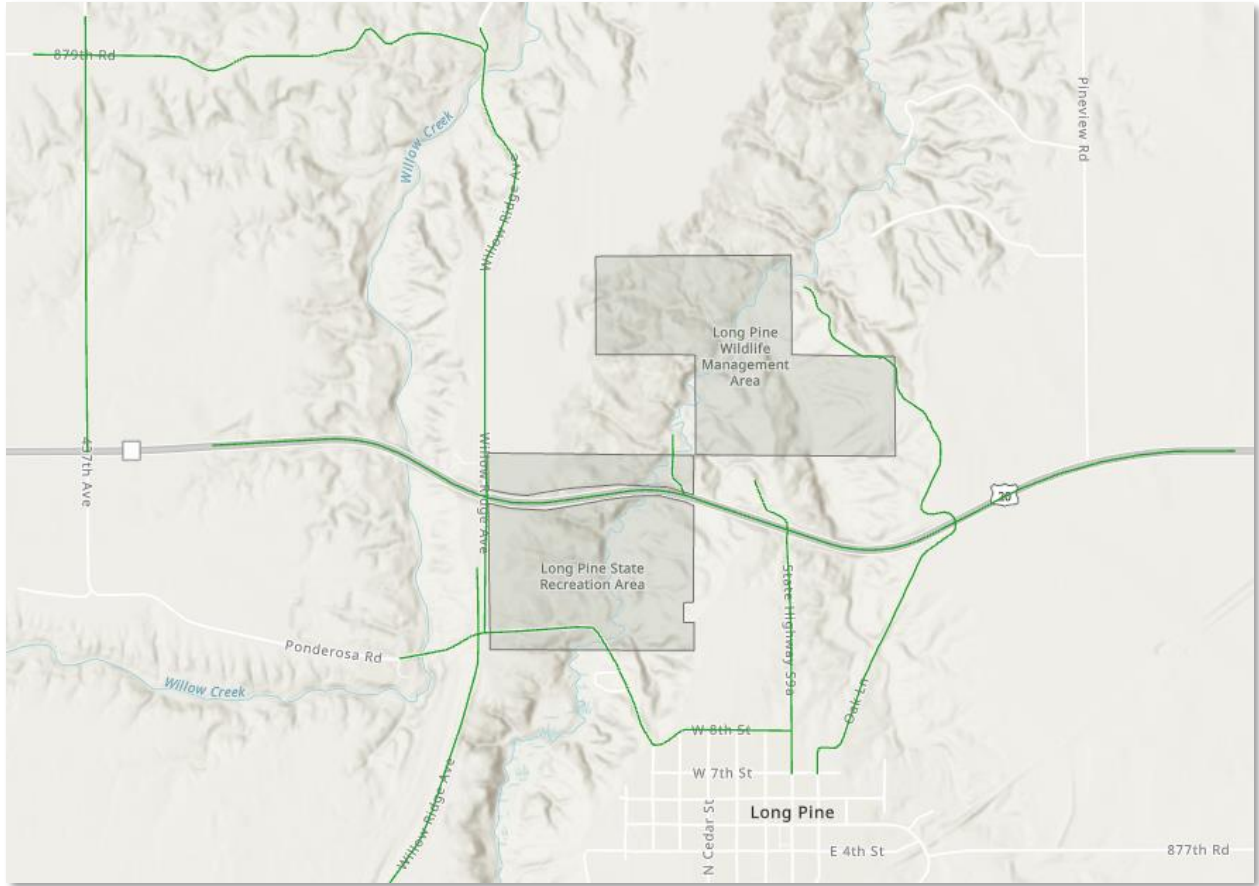 879th Rd
Willow Creek
Pineview Rd
Willow Ridge Ave
Long Pine
Wildlife
Management
Area
437th Ave
Willow Ridge Ave
20
Long Pine State
Recreation Area
State Highway S9a
Ponderosa Rd
Willow Creek
Oak Ln
W 8th St
W 7th St
Willow Ridge Ave
N Cedar St
Long Pine
E 4th St
877th Rd